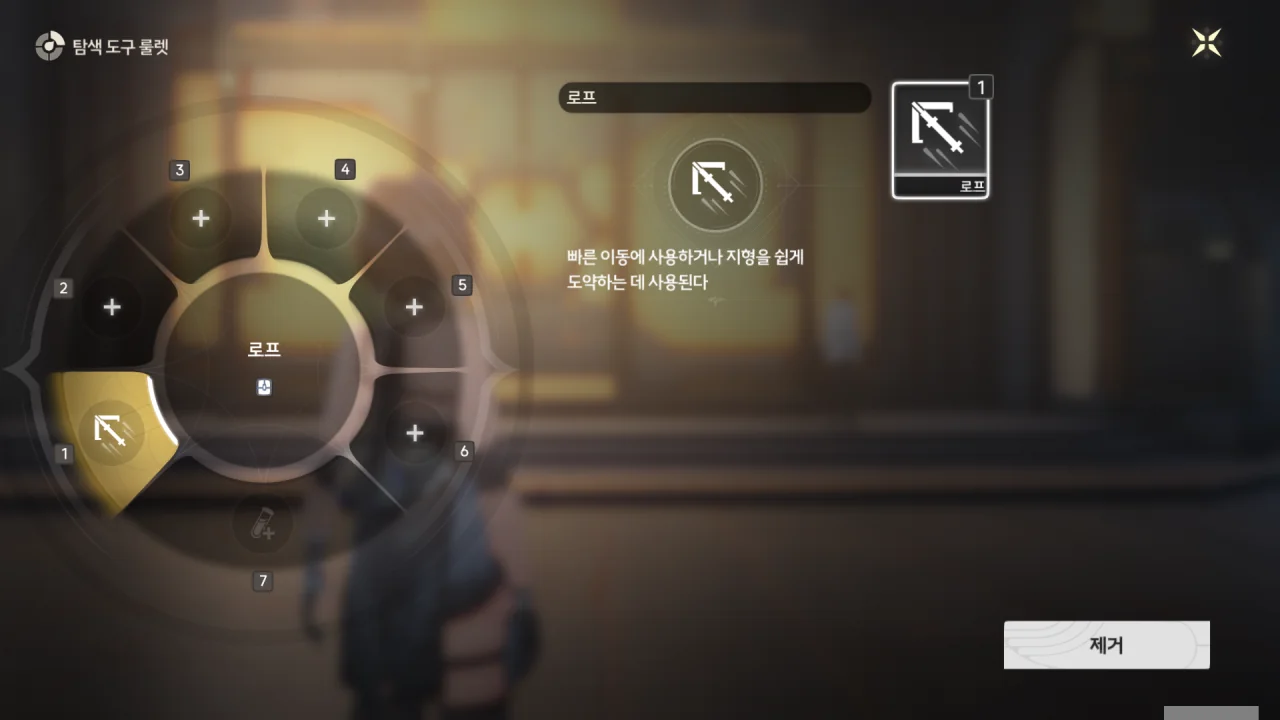 탐색 도구 룰렛
로프
1
로프
빠른 이동에 사용하거나 지형을 쉽게
도약하는 데 사용된다
3
4
2
5
로프
1
6
7
제거